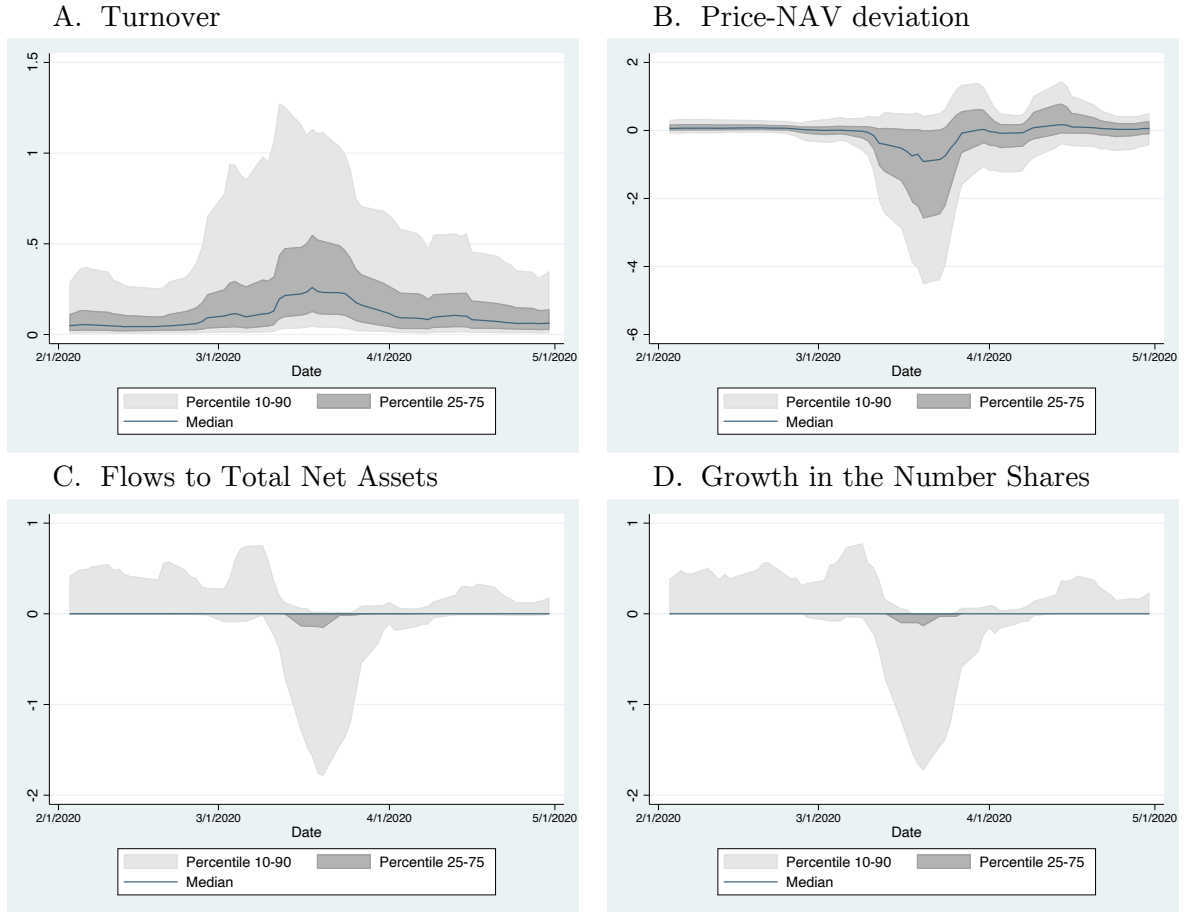 A. Turnover
1.5
1
.5
0
2/1/2020 3/1/2020 4/1/2020 5/1/2020
Date
Percentile 10-90 Percentile 25-75
Median
B. Price-NAV deviation
2
0
-2
-4
-6
2/1/2020 3/1/2020 4/1/2020 5/1/2020
Date
Percentile 10-90 Percentile 25-75
Median
C. Flows to Total Net Assets
1
0
-1
-2
2/1/2020 3/1/2020 4/1/2020 5/1/2020
Date
Percentile 10-90 Percentile 25-75
Median
D. Growth in the Number Shares
1
0
-1
-2
2/1/2020 3/1/2020 4/1/2020 5/1/2020
Date
Percentile 10-90 Percentile 25-75
Median